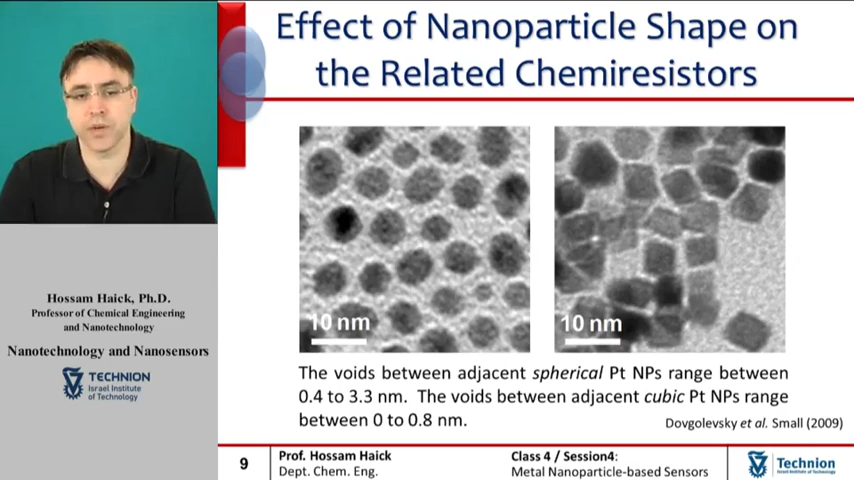 Effect of Nanoparticle Shape on
the Related Chemiresistors
10 nm
10 nm
The voids between adjacent spherical Pt NPs range between
0.4 to 3.3 nm. The voids between adjacent cubic Pt NPs range
between 0 to 0.8 nm.
Dovgolevsky et al. Small (2009)
Hossam Haick, Ph.D.
Professor of Chemical Engineering
and Nanotechnology
Nanotechnology and Nanosensors
TECHNION
Israel Institute
of Technology
9
Prof. Hossam Haick
Dept. Chem. Eng.
Class 4 / Session4:
Metal Nanoparticle-based Sensors
Technion
Israel Institute of Technology